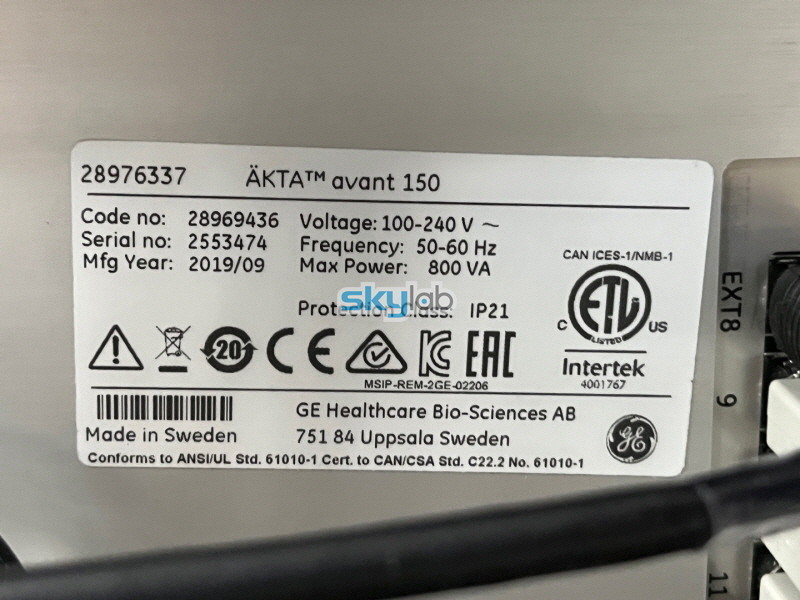 28976337 ÄKTA™ avant 150
Code no: 28969436 Voltage: 100-240 V ~
Serial no: 2553474 Frequency: 50-60 Hz
Mfg Year: 2019/09 Max Power: 800 VA
CAN ICES-1/NMB-1
skylab
Protection Class: IP21
20 CE EAC
C ETL US
LISTED
Intertek
4001767
MSIP-REM-2GE-02206
GE Healthcare Bio-Sciences AB
Made in Sweden 751 84 Uppsala Sweden
GE
Conforms to ANSI/UL Std. 61010-1 Cert. to CAN/CSA Std. C22.2 No. 61010-1
EXT8
9
11